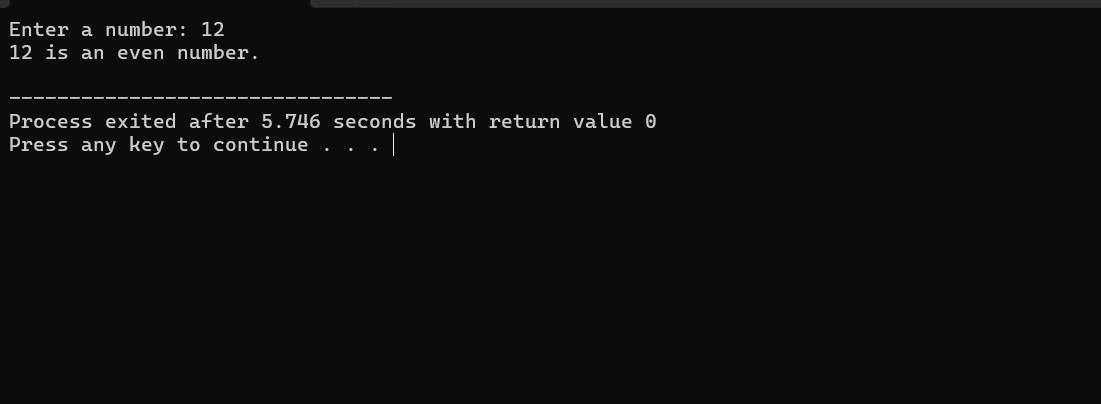 Enter a number: 12
12 is an even number.
--------------------------------
Process exited after 5.746 seconds with return value 0
Press any key to continue . . .